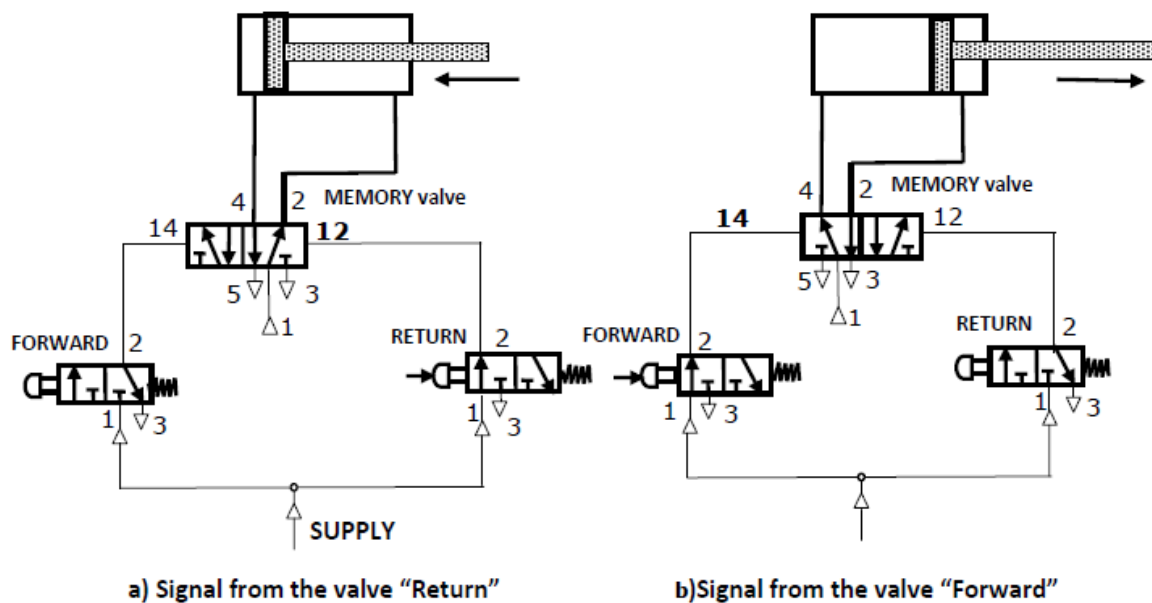 4 2 MEMORY valve
14 12
5 3
1
FORWARD 2
RETURN 2
1 3
1 3
SUPPLY
a) Signal from the valve “Return”
4 2 MEMORY valve
14 12
5 3
1
FORWARD 2
RETURN 2
1 3
1 3
b)Signal from the valve “Forward”